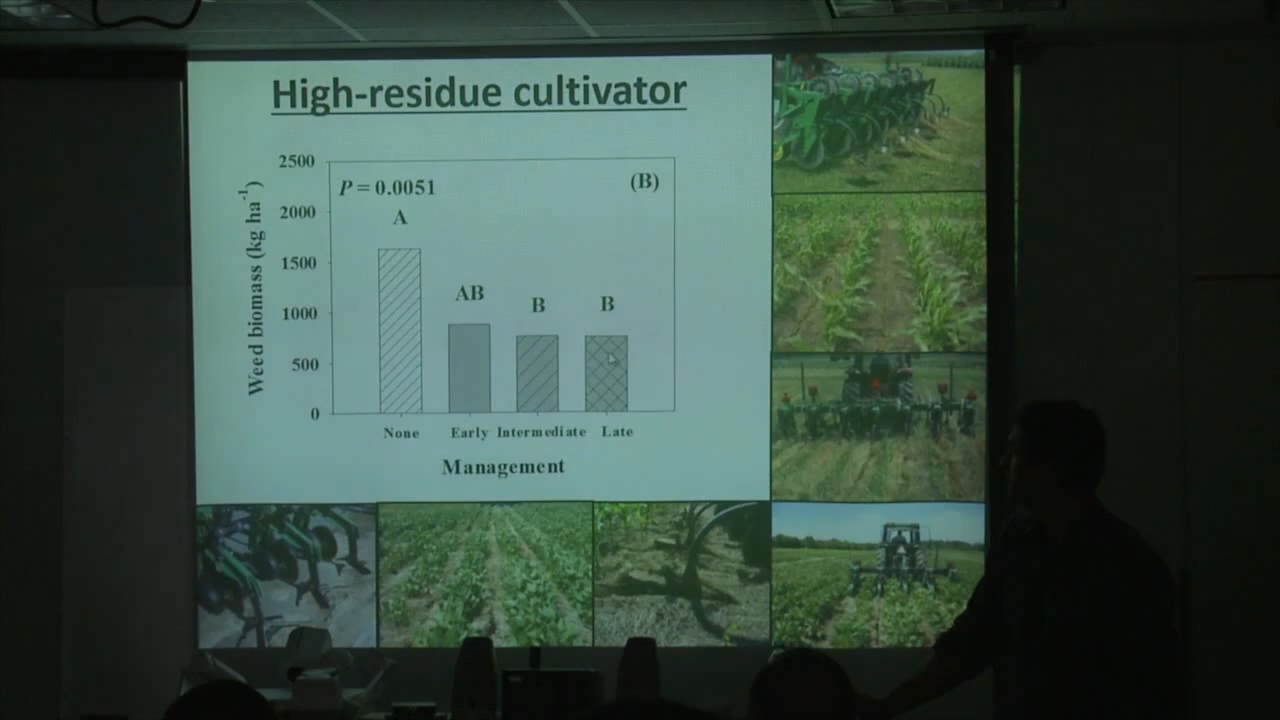 High-residue cultivator
2500
P = 0.0051
(B)
2000
A
1500
AB
B
B
1000
500
0
Weed biomass (kg ha-1)
None
Early
Intermediate
Late
Management